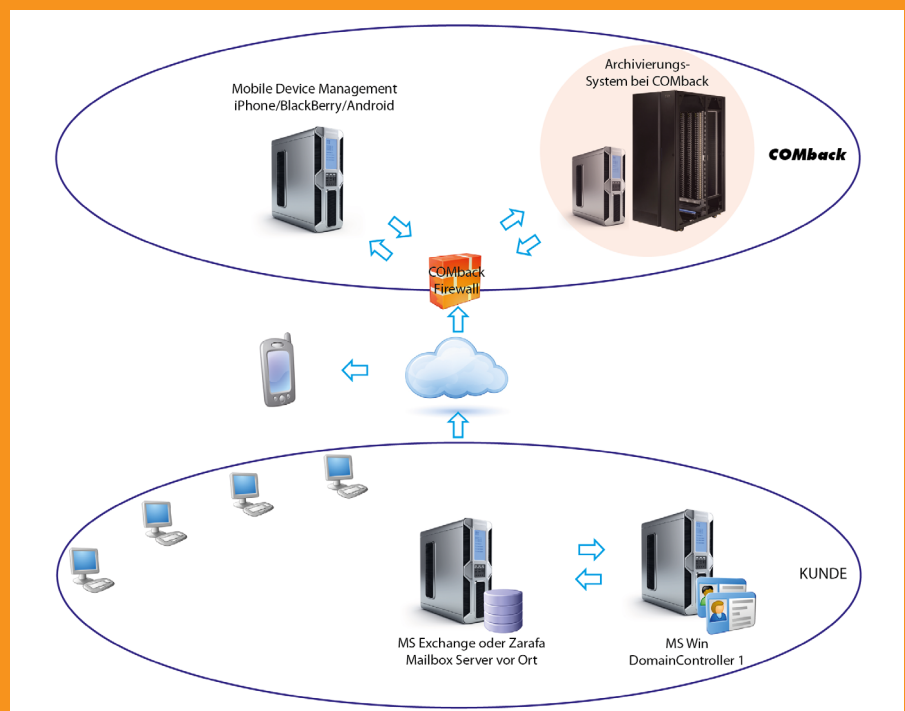 Mobile Device Management
iPhone/BlackBerry/Android
Archivierungs-
System bei COMback
COMback
COMback
Firewall
KUNDE
MS Exchange oder Zarafa
Mailbox Server vor Ort
MS Win
DomainController 1